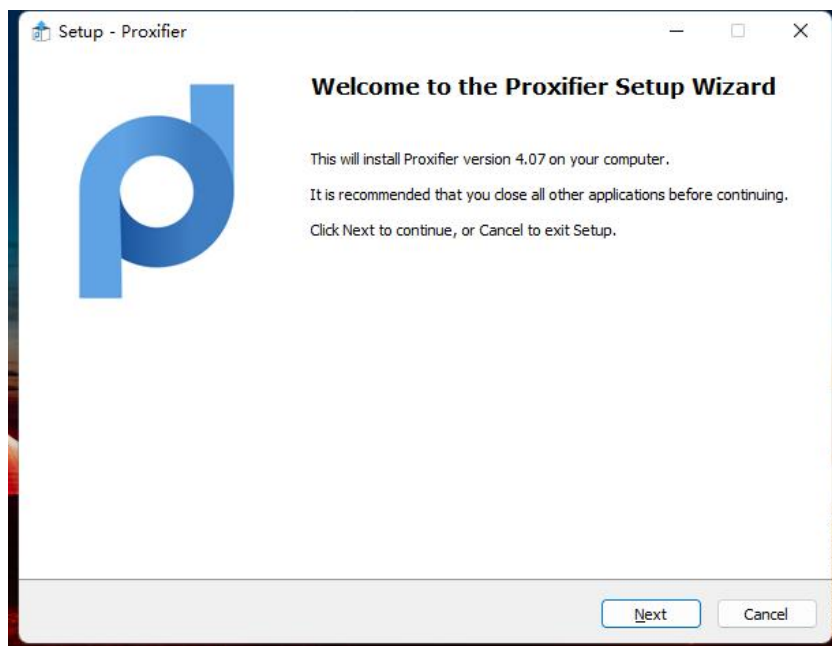 Setup - Proxifier
Welcome to the Proxifier Setup Wizard
This will install Proxifier version 4.07 on your computer.
It is recommended that you close all other applications before continuing.
Click Next to continue, or Cancel to exit Setup.
Next
Cancel